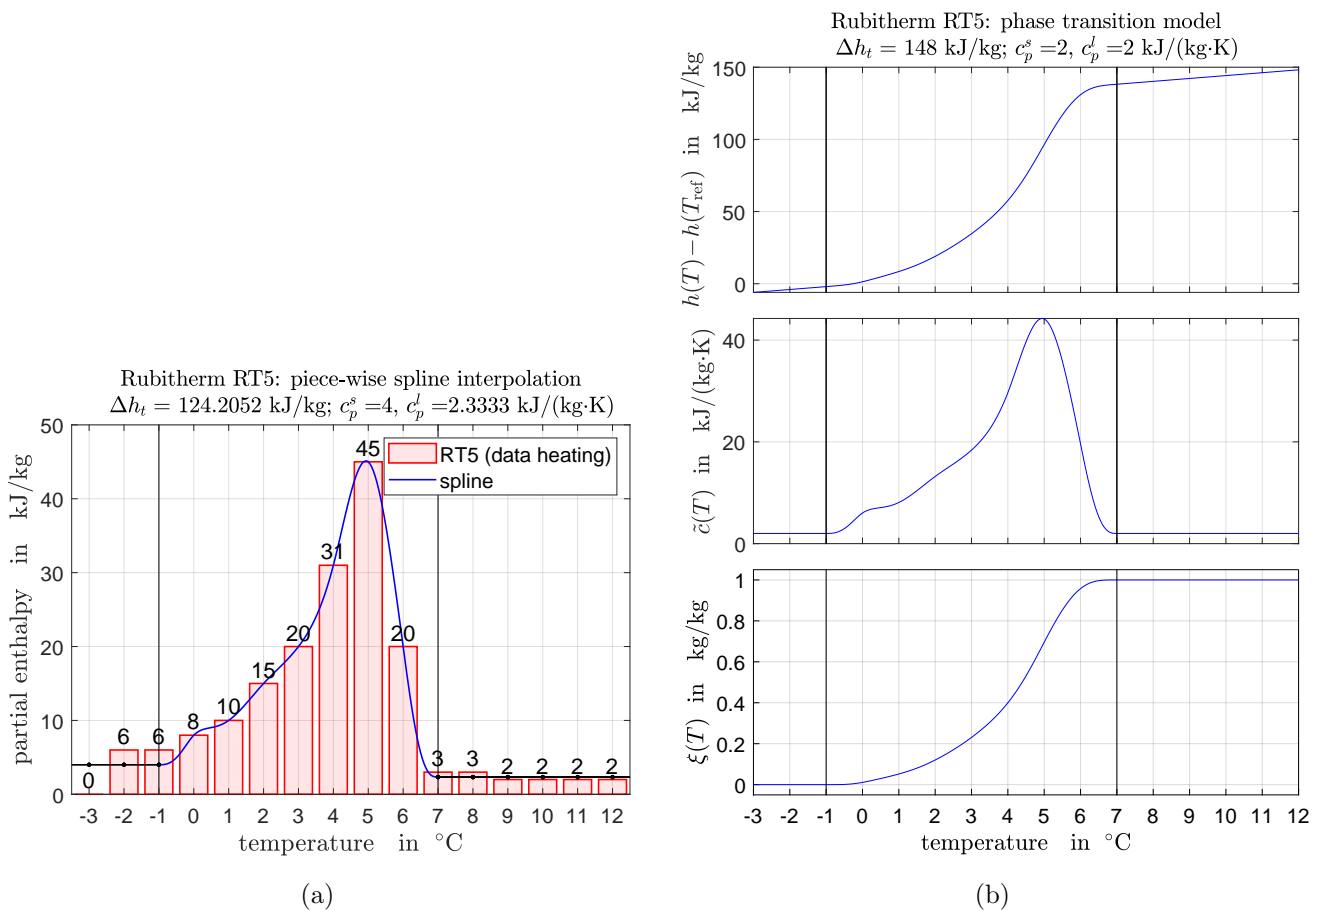 Rubitherm RT5: piece-wise spline interpolation
Δhₜ = 124.2052 kJ/kg; cₚˢ =4, cₚˡ =2.3333 kJ/(kg·K)
partial enthalpy in kJ/kg
50
40
30
20
10
0
RT5 (data heating)
spline
0 6 6 8 10 15 20 31 45 20 3 3 2 2 2 2
-3 -2 -1 0 1 2 3 4 5 6 7 8 9 10 11 12
temperature in °C
(a)
Rubitherm RT5: phase transition model
Δhₜ = 148 kJ/kg; cₚˢ =2, cₚˡ =2 kJ/(kg·K)
h(T)−h(T_ref) in kJ/kg
150
100
50
0
c̃(T) in kJ/(kg·K)
40
20
0
ξ(T) in kg/kg
1
0.8
0.6
0.4
0.2
0
-3 -2 -1 0 1 2 3 4 5 6 7 8 9 10 11 12
temperature in °C
(b)